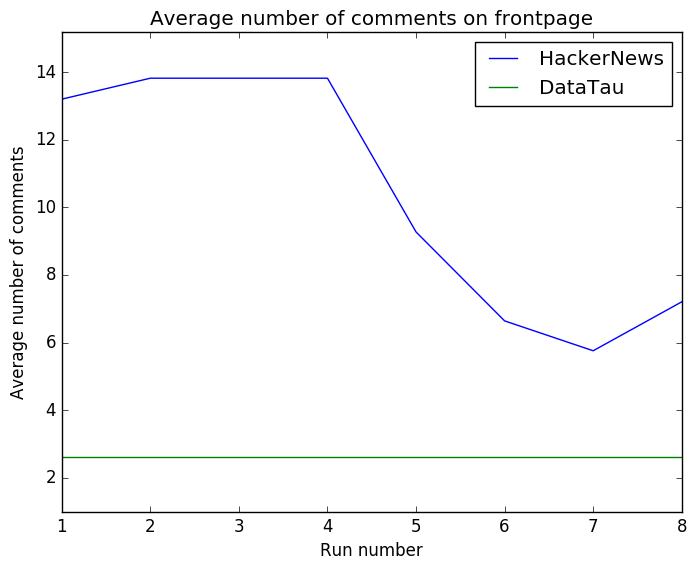 Average number of comments on frontpage
HackerNews
DataTau
Average number of comments
14
12
10
8
6
4
2
1 2 3 4 5 6 7 8
Run number